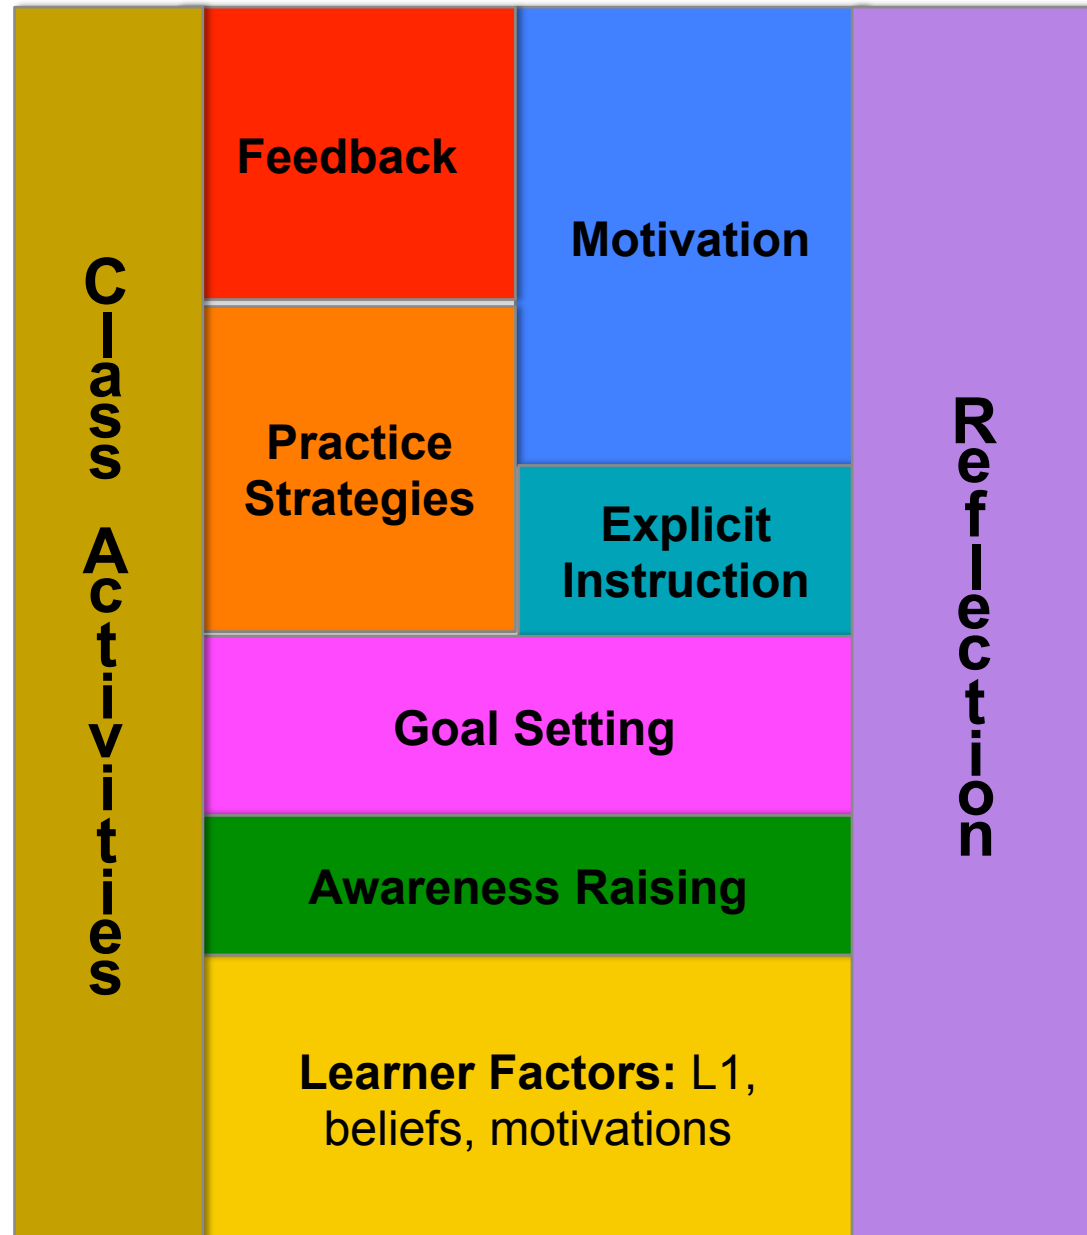 Class Activities
Feedback
Motivation
Practice
Strategies
Explicit
Instruction
Goal Setting
Awareness Raising
Learner Factors: L1,
beliefs, motivations
Reflection